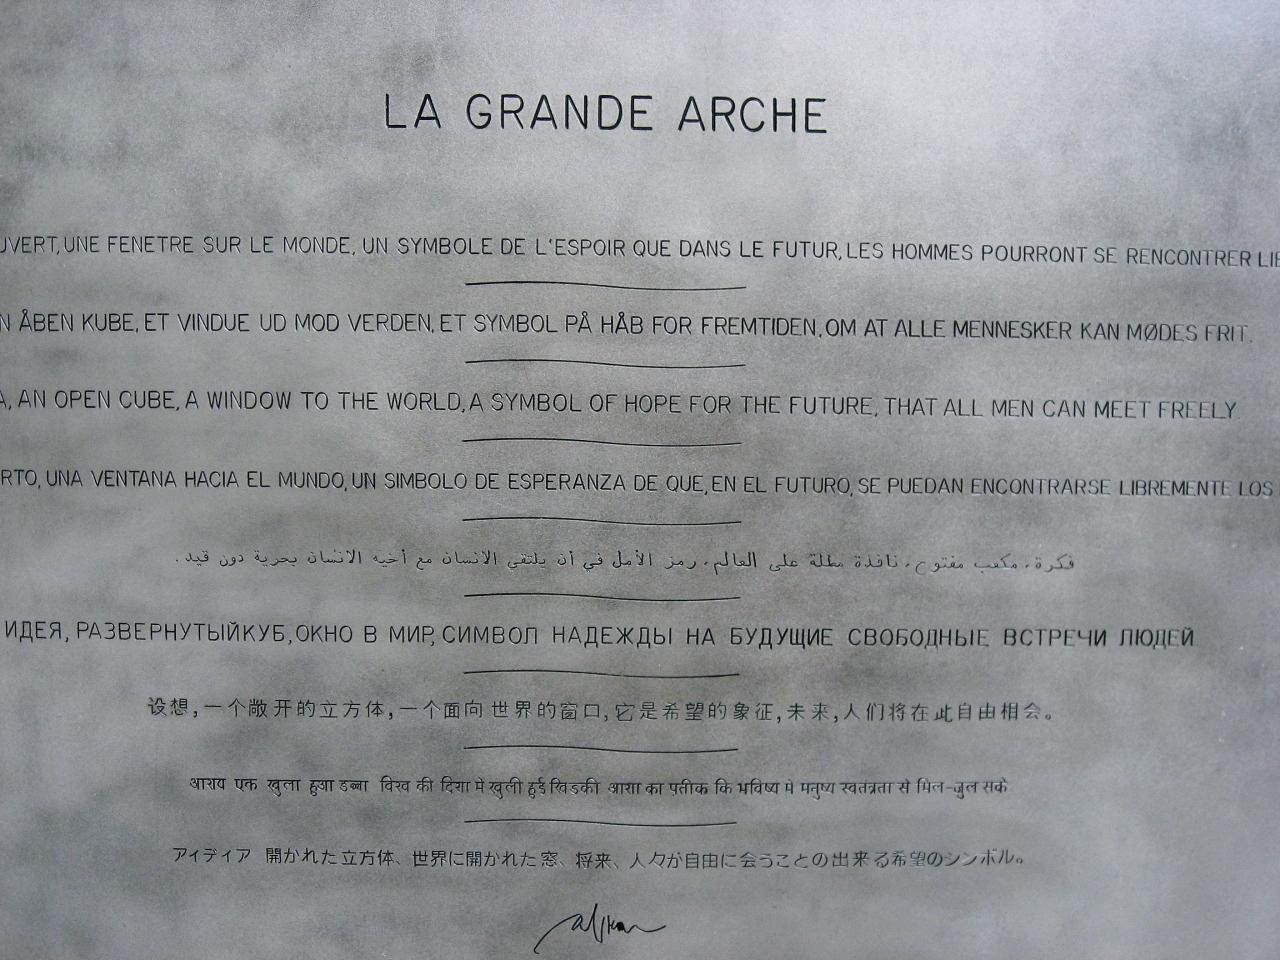 LA GRANDE ARCHE
UVERT, UNE FENETRE SUR LE MONDE, UN SYMBOLE DE L'ESPOIR QUE DANS LE FUTUR, LES HOMMES POURRONT SE RENCONTRER LIB
N ÅBEN KUBE, ET VINDUE UD MOD VERDEN, ET SYMBOL PÅ HÅB FOR FREMTIDEN, OM AT ALLE MENNESKER KAN MØDES FRIT.
A, AN OPEN CUBE, A WINDOW TO THE WORLD, A SYMBOL OF HOPE FOR THE FUTURE, THAT ALL MEN CAN MEET FREELY
RTO, UNA VENTANA HACIA EL MUNDO, UN SIMBOLO DE ESPERANZA DE QUE, EN EL FUTURO, SE PUEDAN ENCONTRARSE LIBREMENTE LOS
فكرة، مكعب مفتوح، نافذة مطلة على العالم، رمز الأمل في أن يلتقي الانسان مع أخيه الانسان بحرية دون قيد.
ИДЕЯ, РАЗВЕРНУТЫЙ КУБ, ОКНО В МИР, СИМВОЛ НАДЕЖДЫ НА БУДУЩИЕ СВОБОДНЫЕ ВСТРЕЧИ ЛЮДЕЙ
设想,一个敞开的立方体,一个面向世界的窗口,它是希望的象征,未来,人们将在此自由相会。
आशय एक खुला हुआ डब्बा विश्व की दिशा मे खुली हुई खिड़की आशा का प्रतीक कि भविष्य मे मनुष्य स्वतंत्रता से मिल-जुल सके
アイディア 開かれた立方体、世界に開かれた窓、将来、人々が自由に会うことの出来る希望のシンボル。